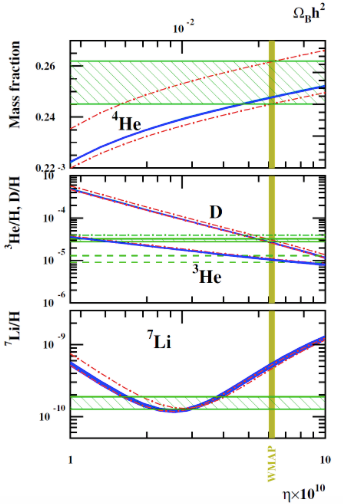 10⁻² Ω_B h²
Mass fraction
0.26
0.24
0.22
⁴He
³He/H, D/H
10⁻³
10⁻⁴
10⁻⁵
10⁻⁶
D
³He
⁷Li/H
10⁻⁹
10⁻¹⁰
⁷Li
1
WMAP
10
η×10¹⁰